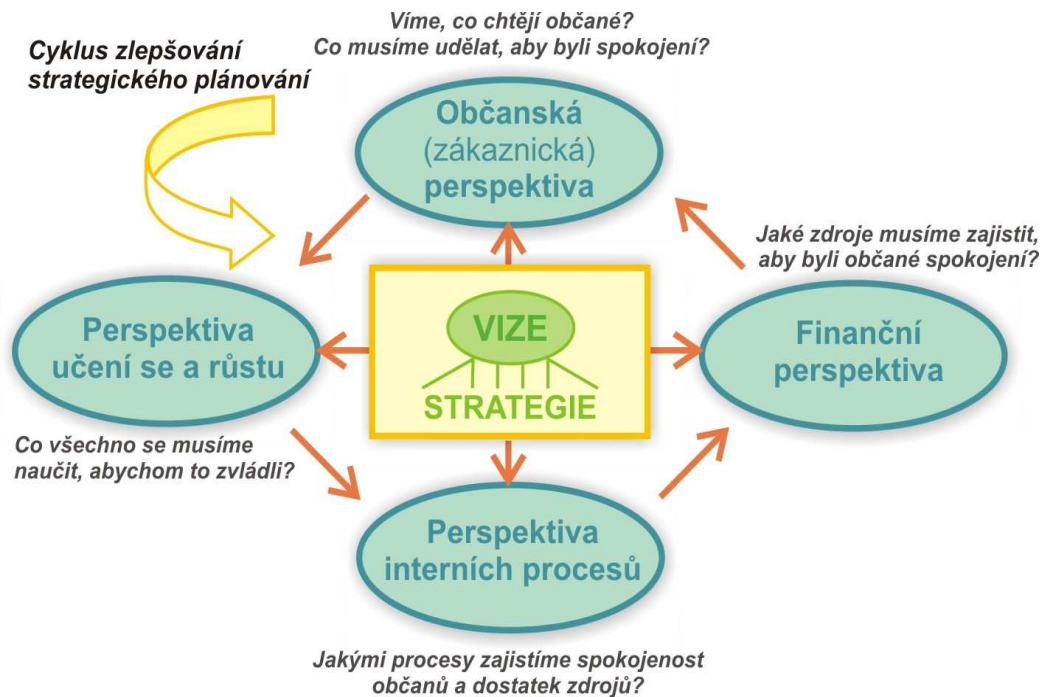 Víme, co chtějí občané?
Co musíme udělat, aby byli spokojení?
Cyklus zlepšování
strategického plánování
Občanská
(zákaznická)
perspektiva
Jaké zdroje musíme zajistit,
aby byli občané spokojení?
Perspektiva
učení se a růstu
VIZE
STRATEGIE
Finanční
perspektiva
Co všechno se musíme
naučit, abychom to zvládli?
Perspektiva
interních procesů
Jakými procesy zajistíme spokojenost
občanů a dostatek zdrojů?